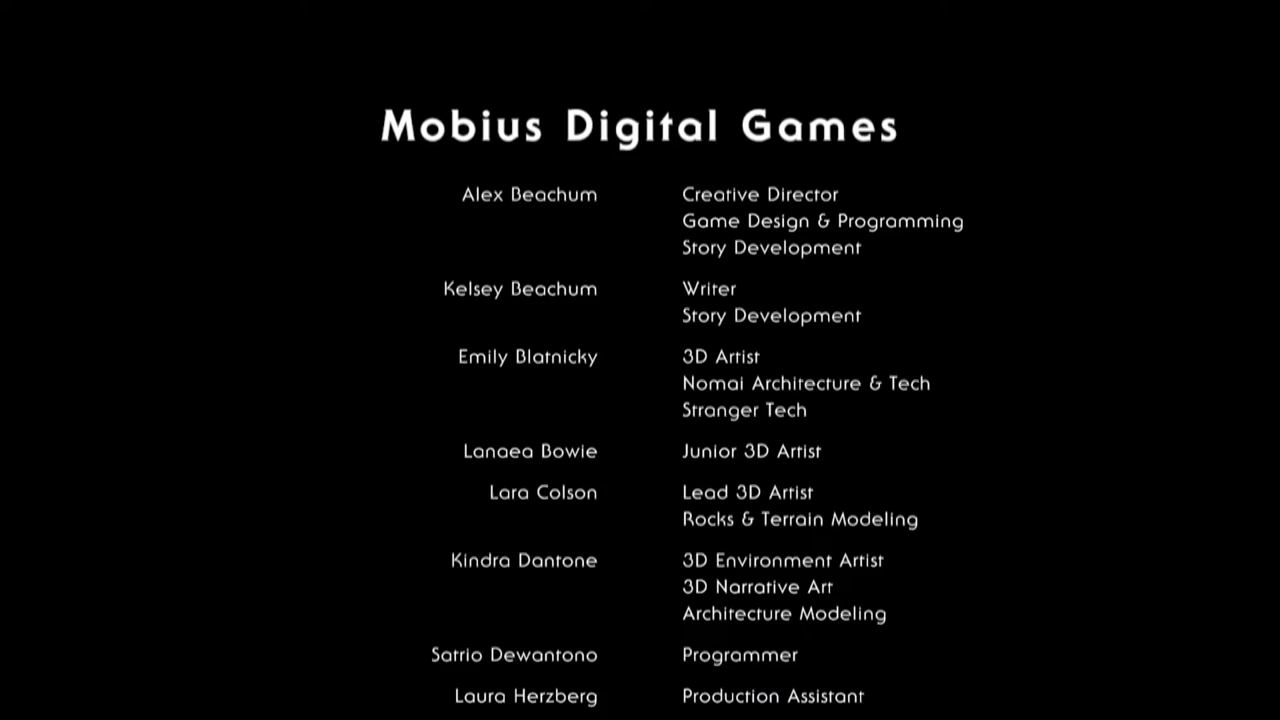 Mobius Digital Games
Alex Beachum Creative Director
Game Design & Programming
Story Development
Kelsey Beachum Writer
Story Development
Emily Blatnicky 3D Artist
Nomai Architecture & Tech
Stranger Tech
Lanaea Bowie Junior 3D Artist
Lara Colson Lead 3D Artist
Rocks & Terrain Modeling
Kindra Dantone 3D Environment Artist
3D Narrative Art
Architecture Modeling
Satrio Dewantono Programmer
Laura Herzberg Production Assistant